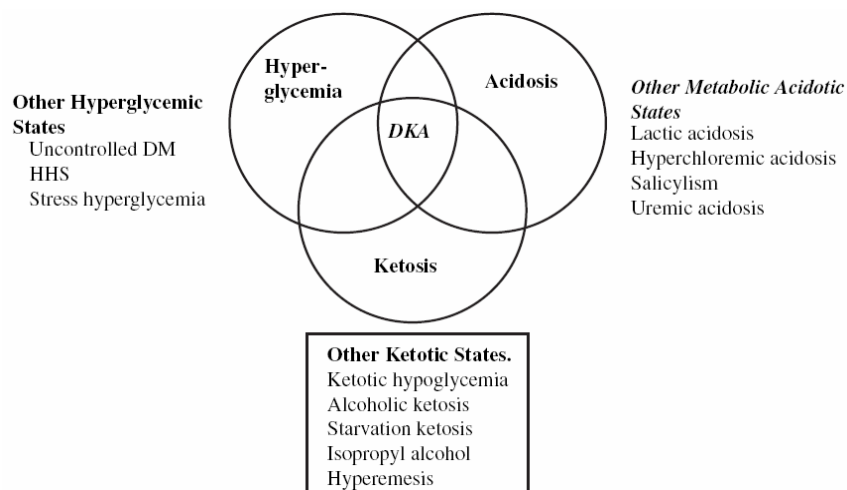 Hyper-
glycemia
Acidosis
DKA
Ketosis
Other Hyperglycemic
States
Uncontrolled DM
HHS
Stress hyperglycemia
Other Metabolic Acidotic
States
Lactic acidosis
Hyperchloremic acidosis
Salicylism
Uremic acidosis
Other Ketotic States.
Ketotic hypoglycemia
Alcoholic ketosis
Starvation ketosis
Isopropyl alcohol
Hyperemesis